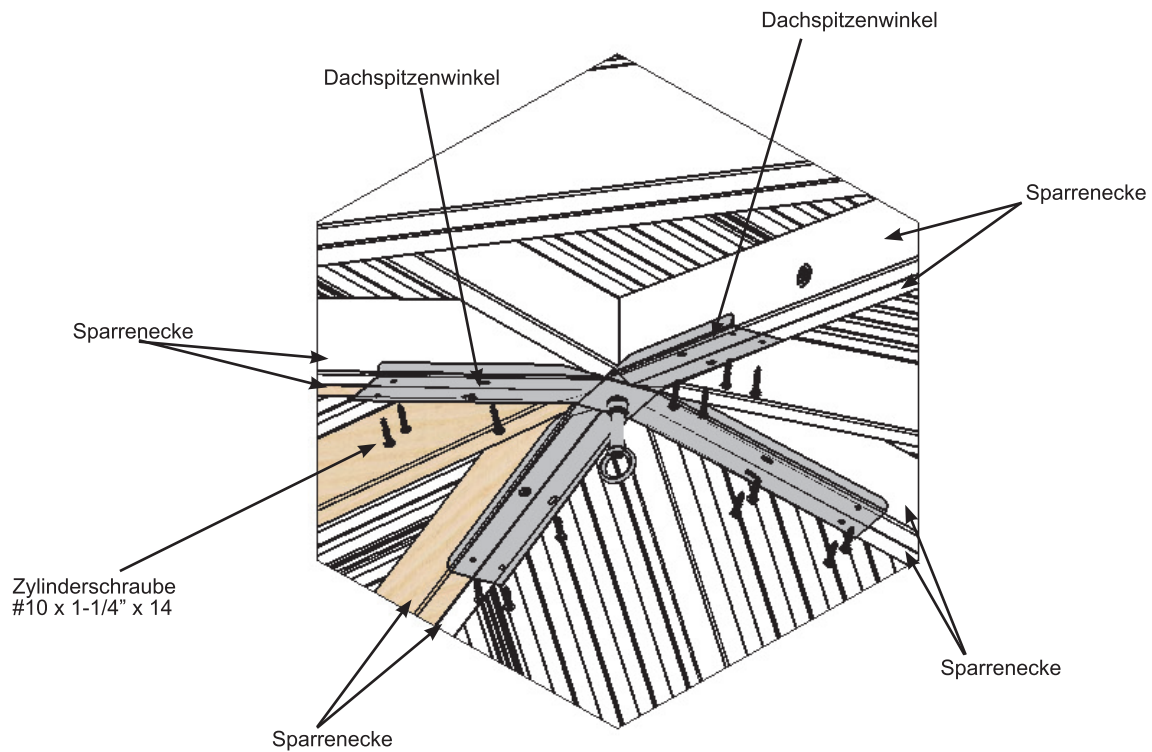 Dachspitzenwinkel
Dachspitzenwinkel
Sparrenecke
Sparrenecke
Zylinderschraube
#10 x 1-1/4” x 14
Sparrenecke
Sparrenecke